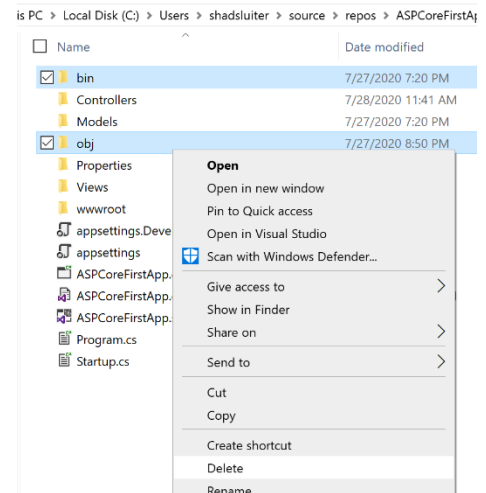 is PC > Local Disk (C:) > Users > shadsluiter > source > repos > ASPCoreFirstAp
Name Date modified
bin 7/27/2020 7:20 PM
Controllers 7/28/2020 11:41 AM
Models 7/27/2020 7:20 PM
obj 7/27/2020 8:50 PM
Properties
Views
wwwroot
appsettings.Deve
appsettings
ASPCoreFirstApp.
ASPCoreFirstApp.
ASPCoreFirstApp.
Program.cs
Startup.cs
Open
Open in new window
Pin to Quick access
Open in Visual Studio
Scan with Windows Defender...
Give access to >
Show in Finder
Share on >
Send to >
Cut
Copy
Create shortcut
Delete
Rename